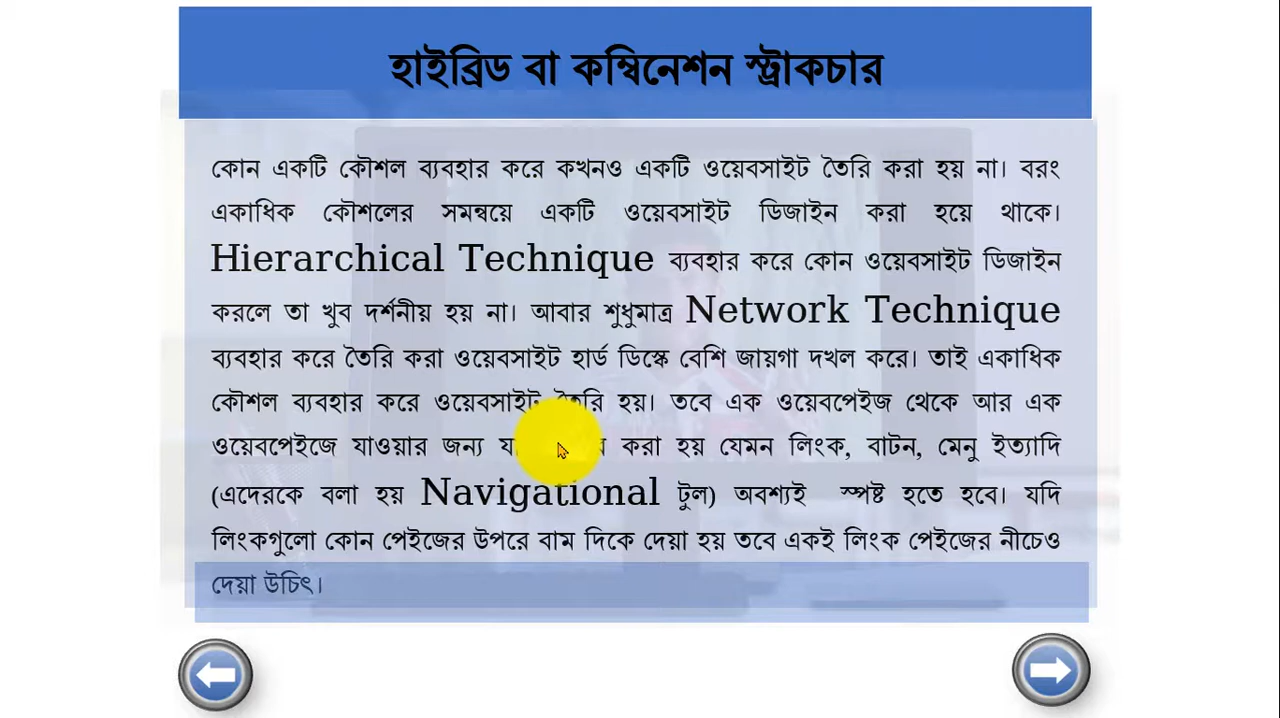 হাইব্রিড বা কম্বিনেশন স্ট্রাকচার
কোন একটি কৌশল ব্যবহার করে কখনও একটি ওয়েবসাইট তৈরি করা হয় না। বরং
একাধিক কৌশলের সমন্বয়ে একটি ওয়েবসাইট ডিজাইন করা হয়ে থাকে।
Hierarchical Technique ব্যবহার করে কোন ওয়েবসাইট ডিজাইন
করলে তা খুব দর্শনীয় হয় না। আবার শুধুমাত্র Network Technique
ব্যবহার করে তৈরি করা ওয়েবসাইট হার্ড ডিস্কে বেশি জায়গা দখল করে। তাই একাধিক
কৌশল ব্যবহার করে ওয়েবসাইট তৈরি হয়। তবে এক ওয়েবপেইজ থেকে আর এক
ওয়েবপেইজে যাওয়ার জন্য করা হয় যেমন লিংক, বাটন, মেনু ইত্যাদি
(এদেরকে বলা হয় Navigational টুল) অবশ্যই স্পষ্ট হতে হবে। যদি
লিংকগুলো কোন পেইজের উপরে বাম দিকে দেয়া হয় তবে একই লিংক পেইজের নীচেও
দেয়া উচিৎ।